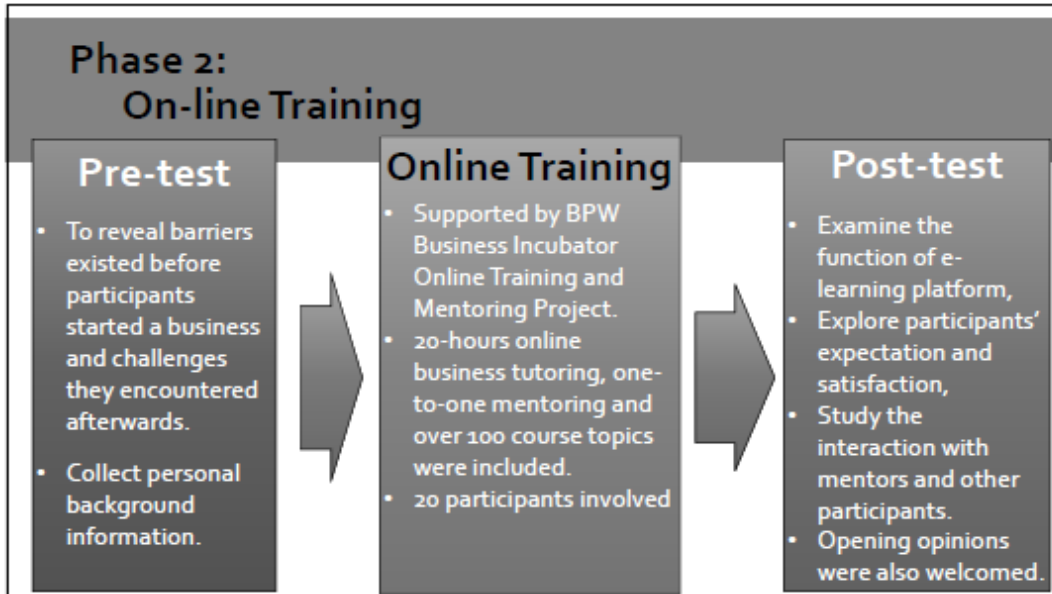 Phase 2:
On-line Training
Pre-test
• To reveal barriers
existed before
participants
started a business
and challenges
they encountered
afterwards.
• Collect personal
background
information.
Online Training
• Supported by BPW
Business Incubator
Online Training and
Mentoring Project.
• 20-hours online
business tutoring, one-
to-one mentoring and
over 100 course topics
were included.
• 20 participants involved
Post-test
• Examine the
function of e-
learning platform,
• Explore participants’
expectation and
satisfaction,
• Study the
interaction with
mentors and other
participants.
• Opening opinions
were also welcomed.